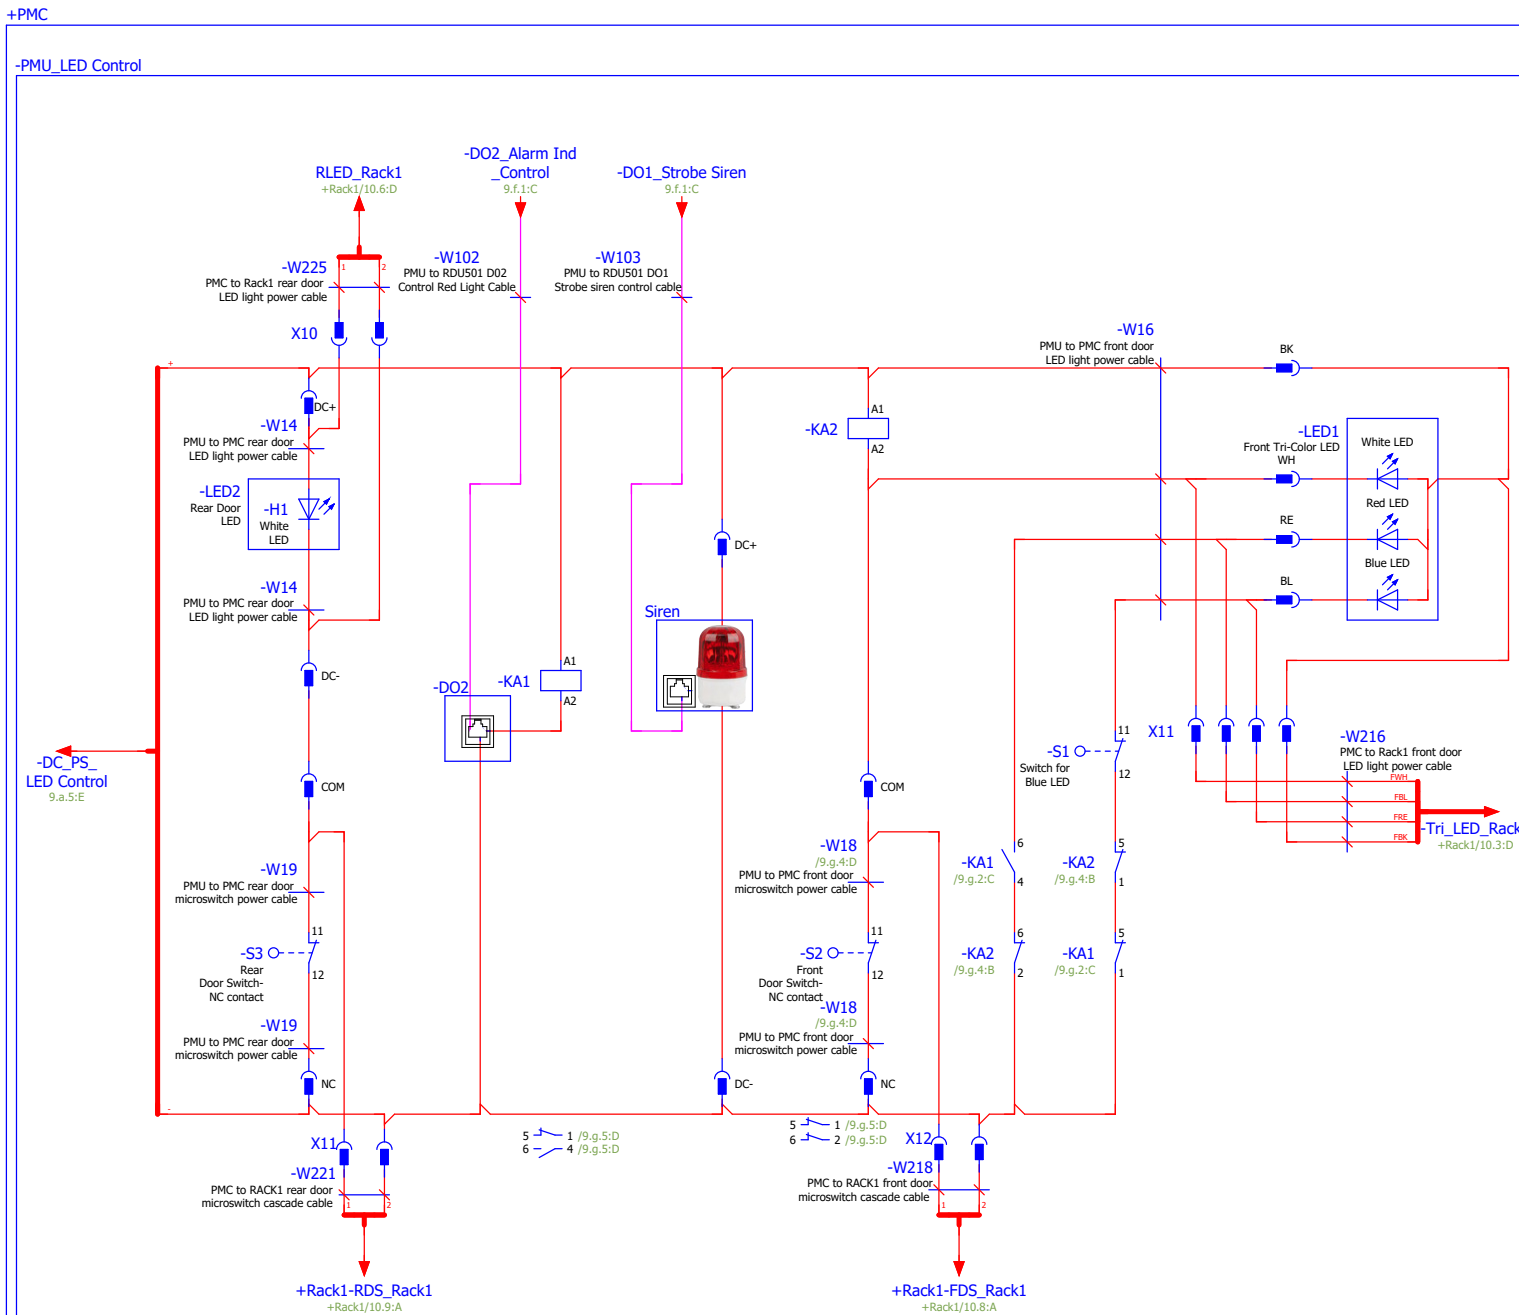 +PMC
-PMU_LED Control
RLED_Rack1
+Rack1/10.6:D
-DO2_Alarm Ind
_Control
9.f.1:C
-DO1_Strobe Siren
9.f.1:C
-W225
PMC to Rack1 rear door
LED light power cable
1
2
-W102
PMU to RDU501 D02
Control Red Light Cable
-W103
PMU to RDU501 DO1
Strobe siren control cable
X10
-W16
PMU to PMC front door
LED light power cable
BK
+
DC+
-W14
PMU to PMC rear door
LED light power cable
-KA2
A1
A2
-LED1
Front Tri-Color LED
WH
White LED
-LED2
Rear Door
LED
-H1
White
LED
Red LED
RE
DC+
Blue LED
BL
-W14
PMU to PMC rear door
LED light power cable
Siren
DC-
-DO2
-KA1
A1
A2
-DC_PS_
LED Control
9.a.5:E
COM
COM
-S1
Switch for
Blue LED
11
12
X11
-W216
PMC to Rack1 front door
LED light power cable
FWH
FBL
FRE
FBK
-Tri_LED_Rack
+Rack1/10.3:D
-W19
PMU to PMC rear door
microswitch power cable
-W18
/9.g.4:D
PMU to PMC front door
microswitch power cable
-KA1
/9.g.2:C
6
4
-KA2
/9.g.4:B
5
1
-S3
Rear
Door Switch-
NC contact
11
12
-S2
Front
Door Switch-
NC contact
11
12
-KA2
/9.g.4:B
6
2
-KA1
/9.g.2:C
5
1
-W19
PMU to PMC rear door
microswitch power cable
-W18
/9.g.4:D
PMU to PMC front door
microswitch power cable
NC
DC-
NC
-
5 1 /9.g.5:D
6 4 /9.g.5:D
5 1 /9.g.5:D
6 2 /9.g.5:D
X11
-W221
PMC to RACK1 rear door
microswitch cascade cable
1
2
X12
-W218
PMC to RACK1 front door
microswitch cascade cable
1
2
+Rack1-RDS_Rack1
+Rack1/10.9:A
+Rack1-FDS_Rack1
+Rack1/10.8:A